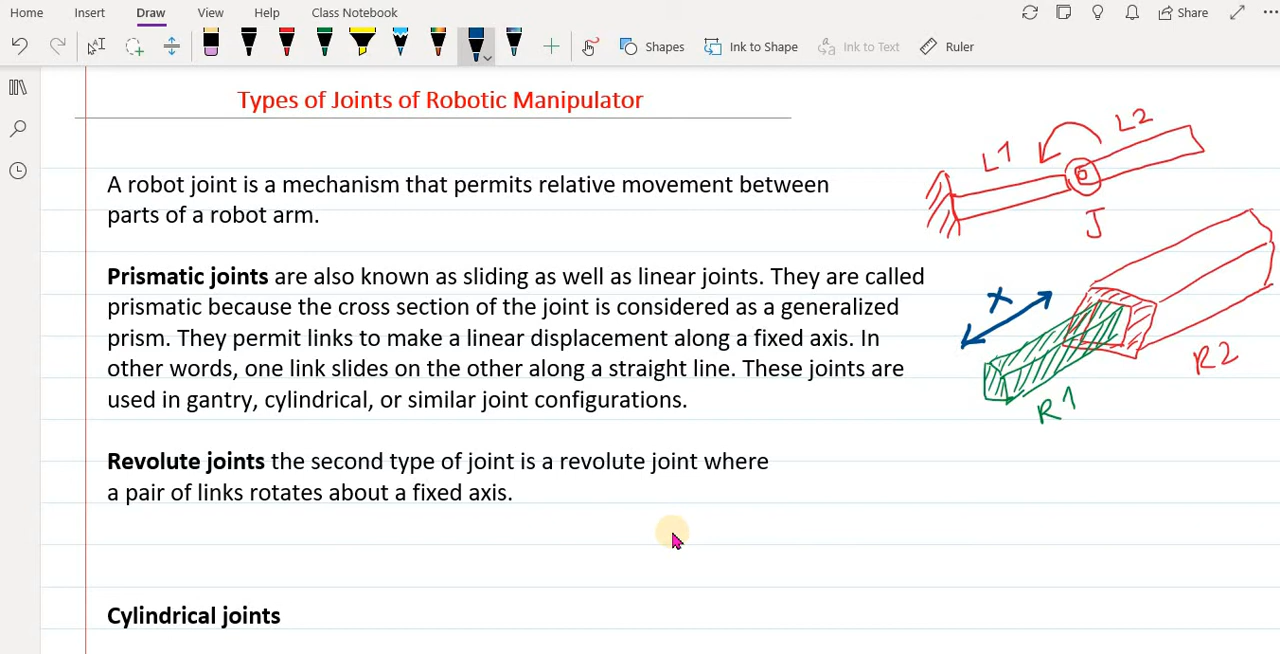 Home Insert Draw View Help Class Notebook Share
Shapes Ink to Shape Ink to Text Ruler
Types of Joints of Robotic Manipulator
A robot joint is a mechanism that permits relative movement between
parts of a robot arm.
Prismatic joints are also known as sliding as well as linear joints. They are called
prismatic because the cross section of the joint is considered as a generalized
prism. They permit links to make a linear displacement along a fixed axis. In
other words, one link slides on the other along a straight line. These joints are
used in gantry, cylindrical, or similar joint configurations.
Revolute joints the second type of joint is a revolute joint where
a pair of links rotates about a fixed axis.
Cylindrical joints
L1
L2
J
X
R2
R1